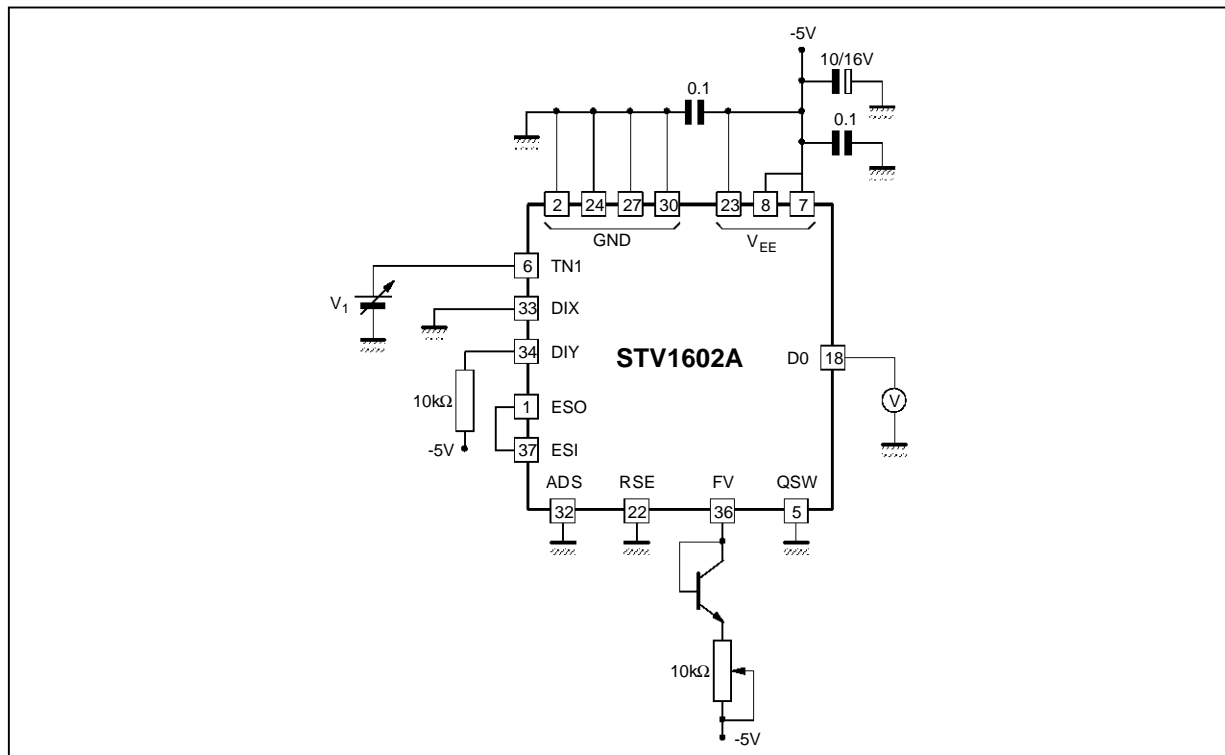 -5V
10/16V
0.1
0.1
2 24 27 30 23 8 7
GND V_EE
6 TN1
V_1
33 DIX
34 DIY
STV1602A
D0 18
10kΩ
1 ESO
V
-5V
37 ESI
ADS RSE FV QSW
32 22 36 5
10kΩ
-5V